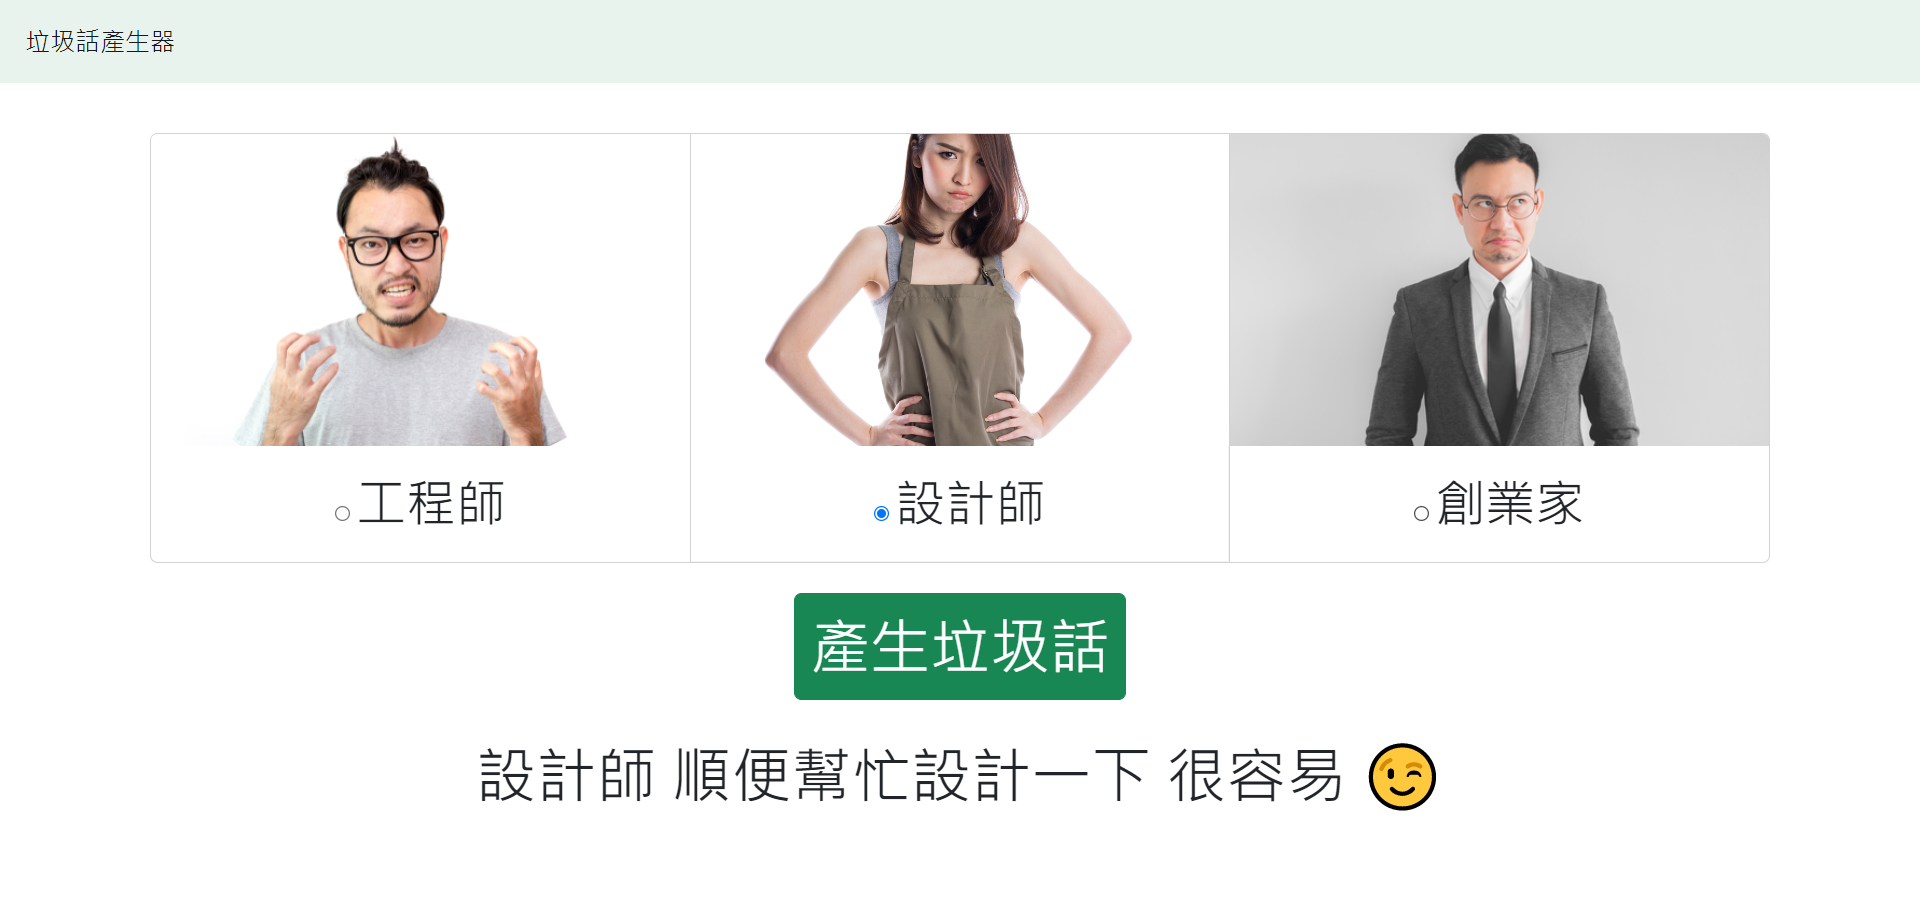 垃圾話產生器
工程師
設計師
創業家
產生垃圾話
設計師 順便幫忙設計一下 很容易 😉